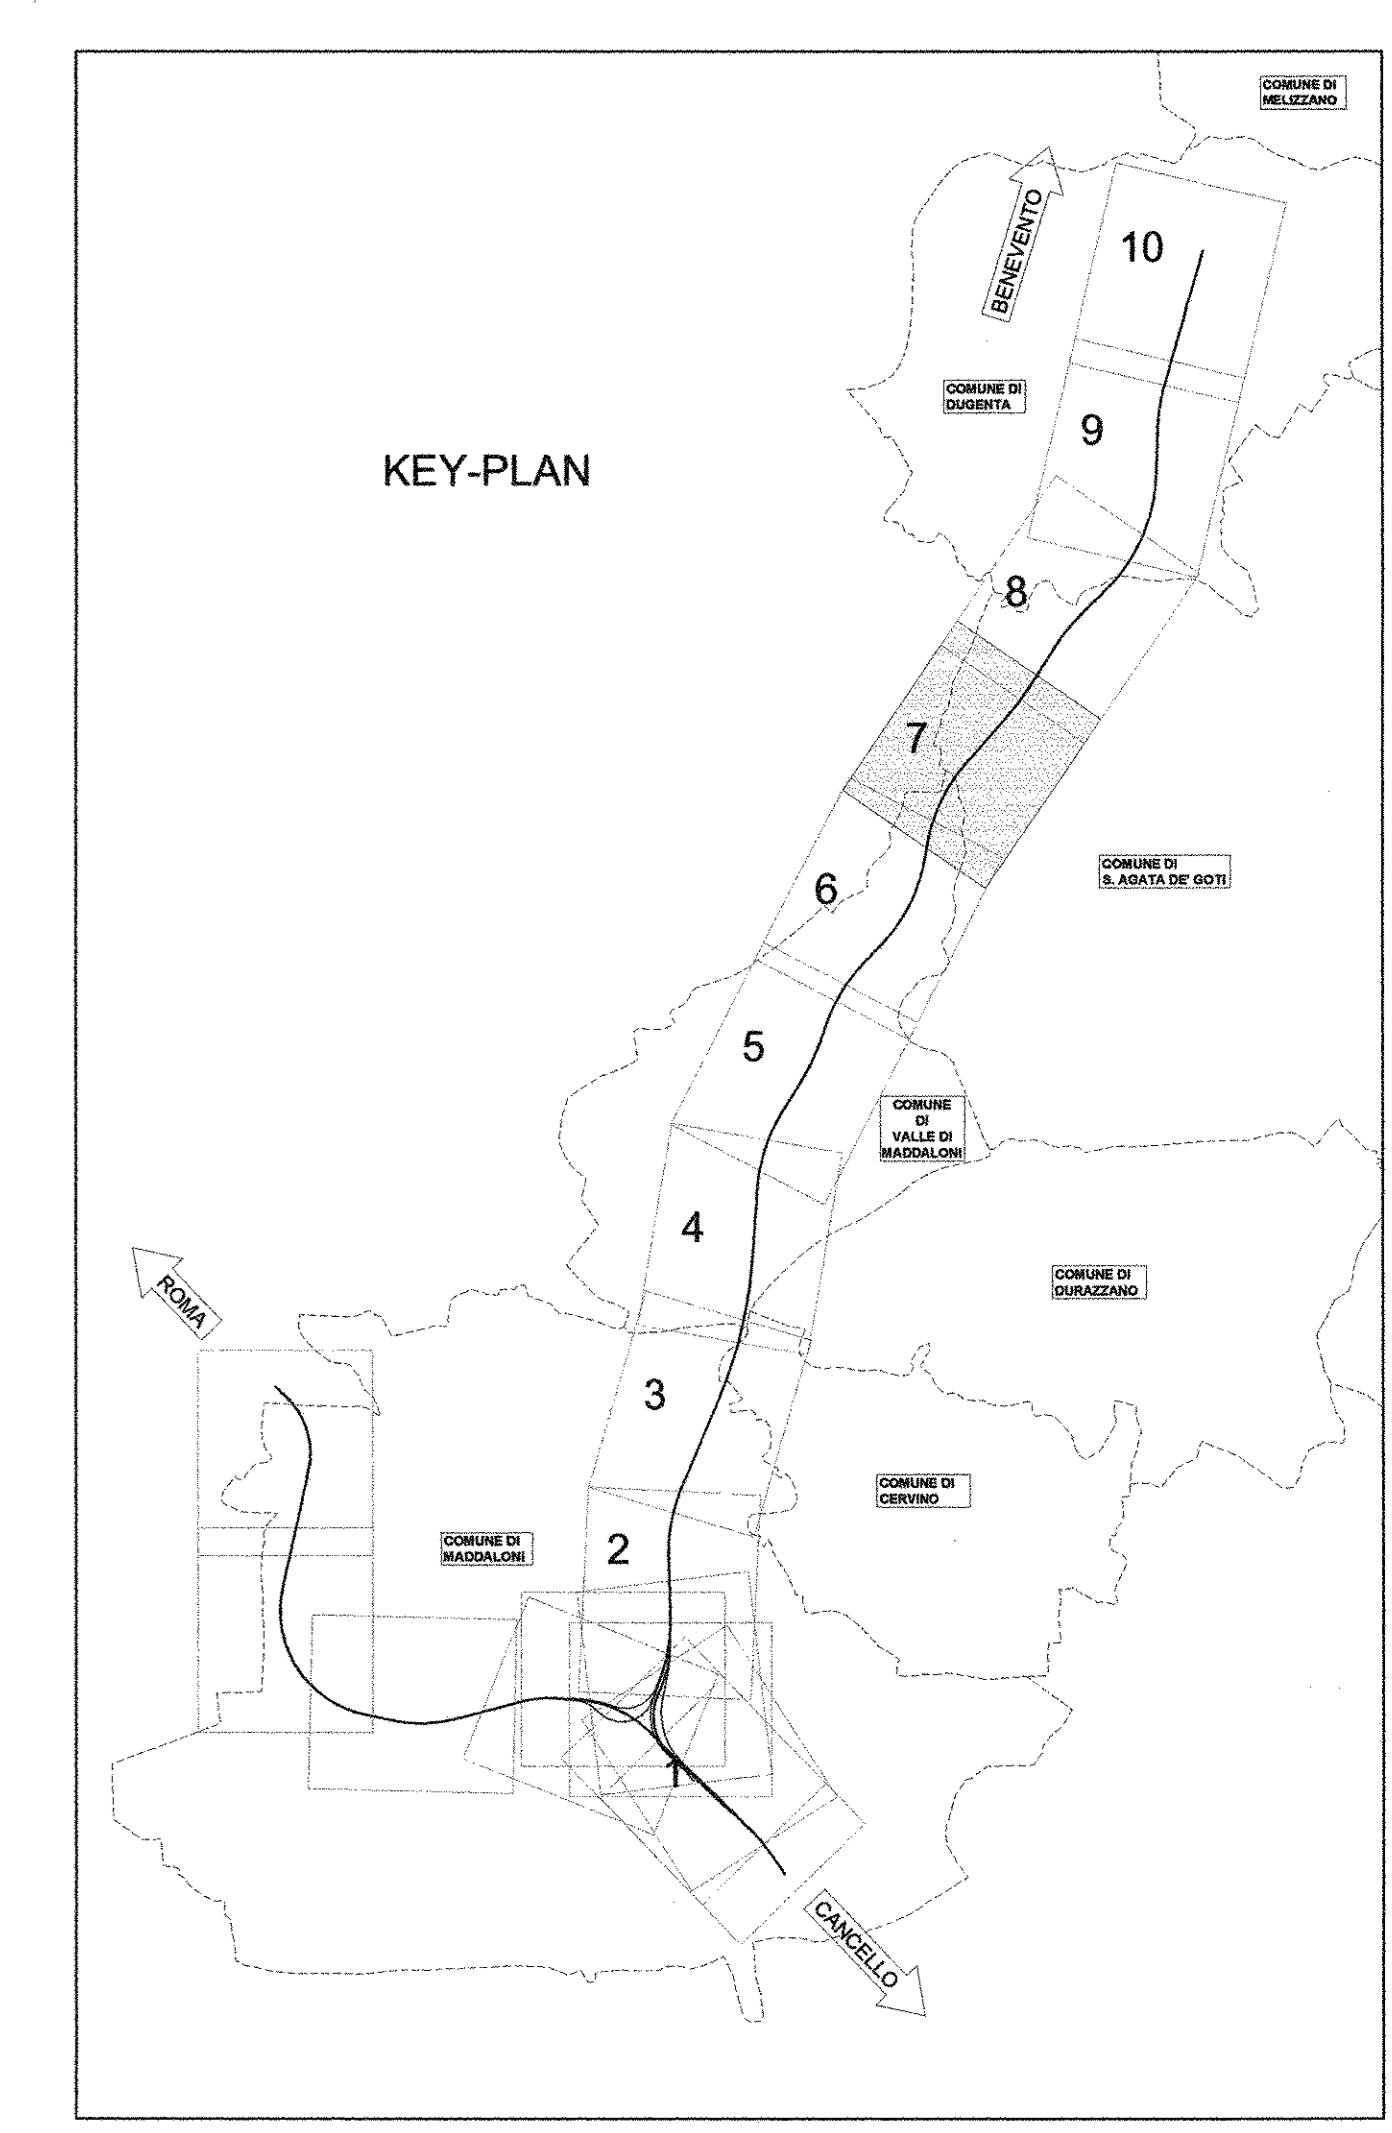 COMUNE DI
MELIZZANO
BENEVENTO
10
COMUNE DI
DUGENTA
9
KEY-PLAN
8
7
COMUNE DI
S. AGATA DE' GOTI
6
5
COMUNE
DI
VALLE DI
MADDALONI
4
ROMA
COMUNE DI
DURAZZANO
3
COMUNE DI
CERVINO
COMUNE DI
MADDALONI
2
1
CANCELLO